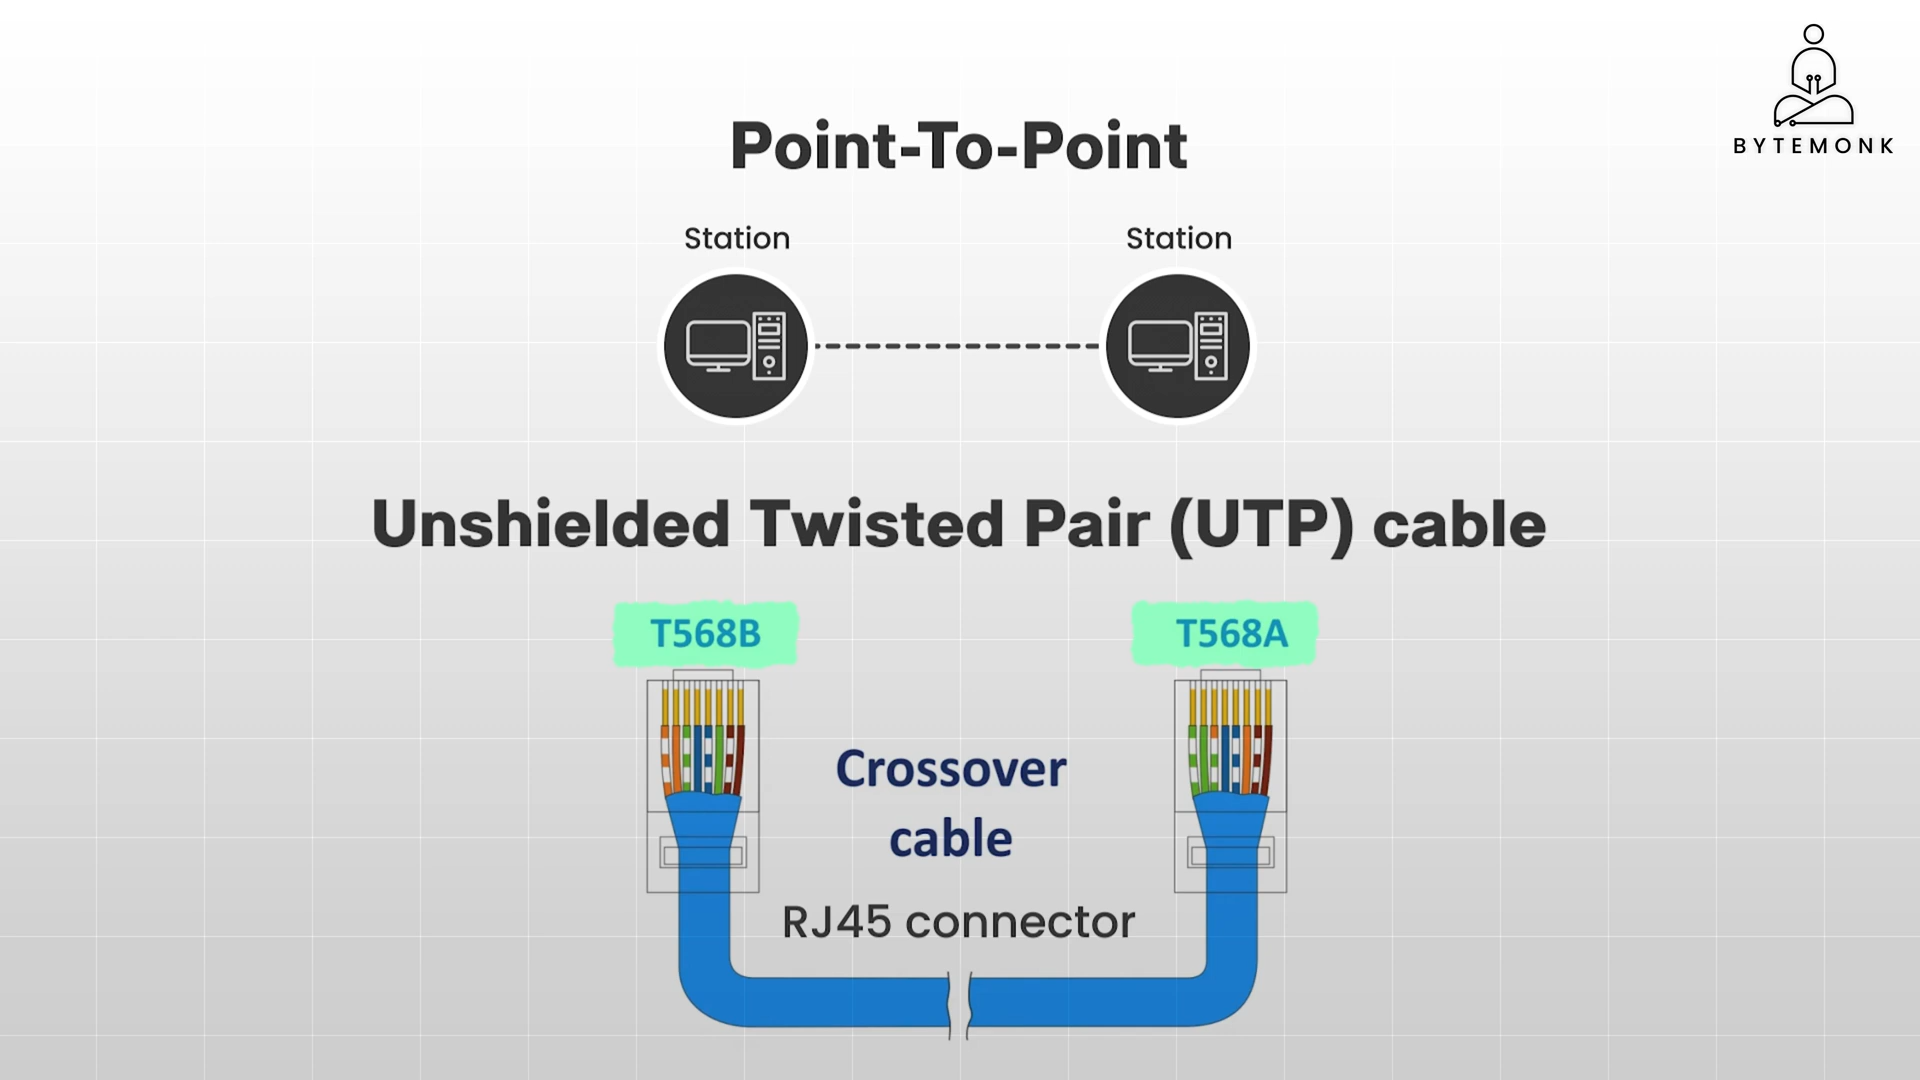 BYTEMONK
Point-To-Point
Station Station
Unshielded Twisted Pair (UTP) cable
T568B T568A
Crossover
cable
RJ45 connector